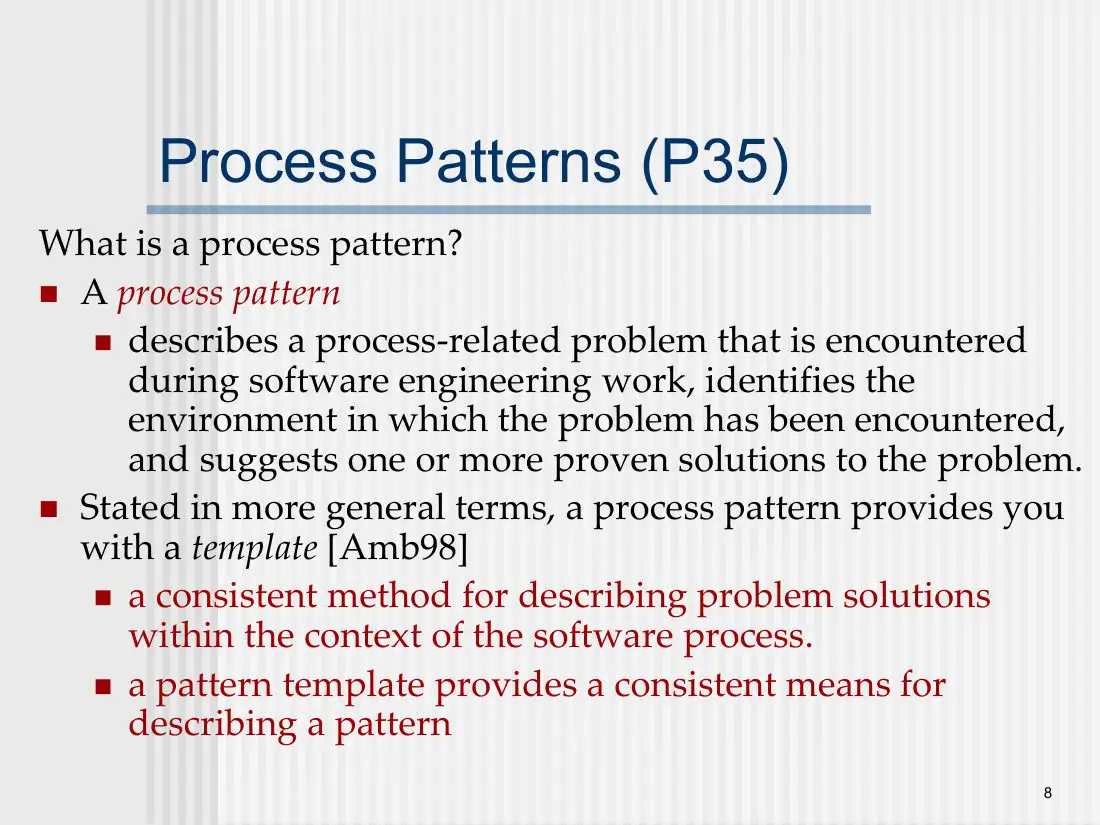 Process Patterns (P35)
What is a process pattern?
A process pattern
describes a process-related problem that is encountered
during software engineering work, identifies the
environment in which the problem has been encountered,
and suggests one or more proven solutions to the problem.
Stated in more general terms, a process pattern provides you
with a template [Amb98]
a consistent method for describing problem solutions
within the context of the software process.
a pattern template provides a consistent means for
describing a pattern
8